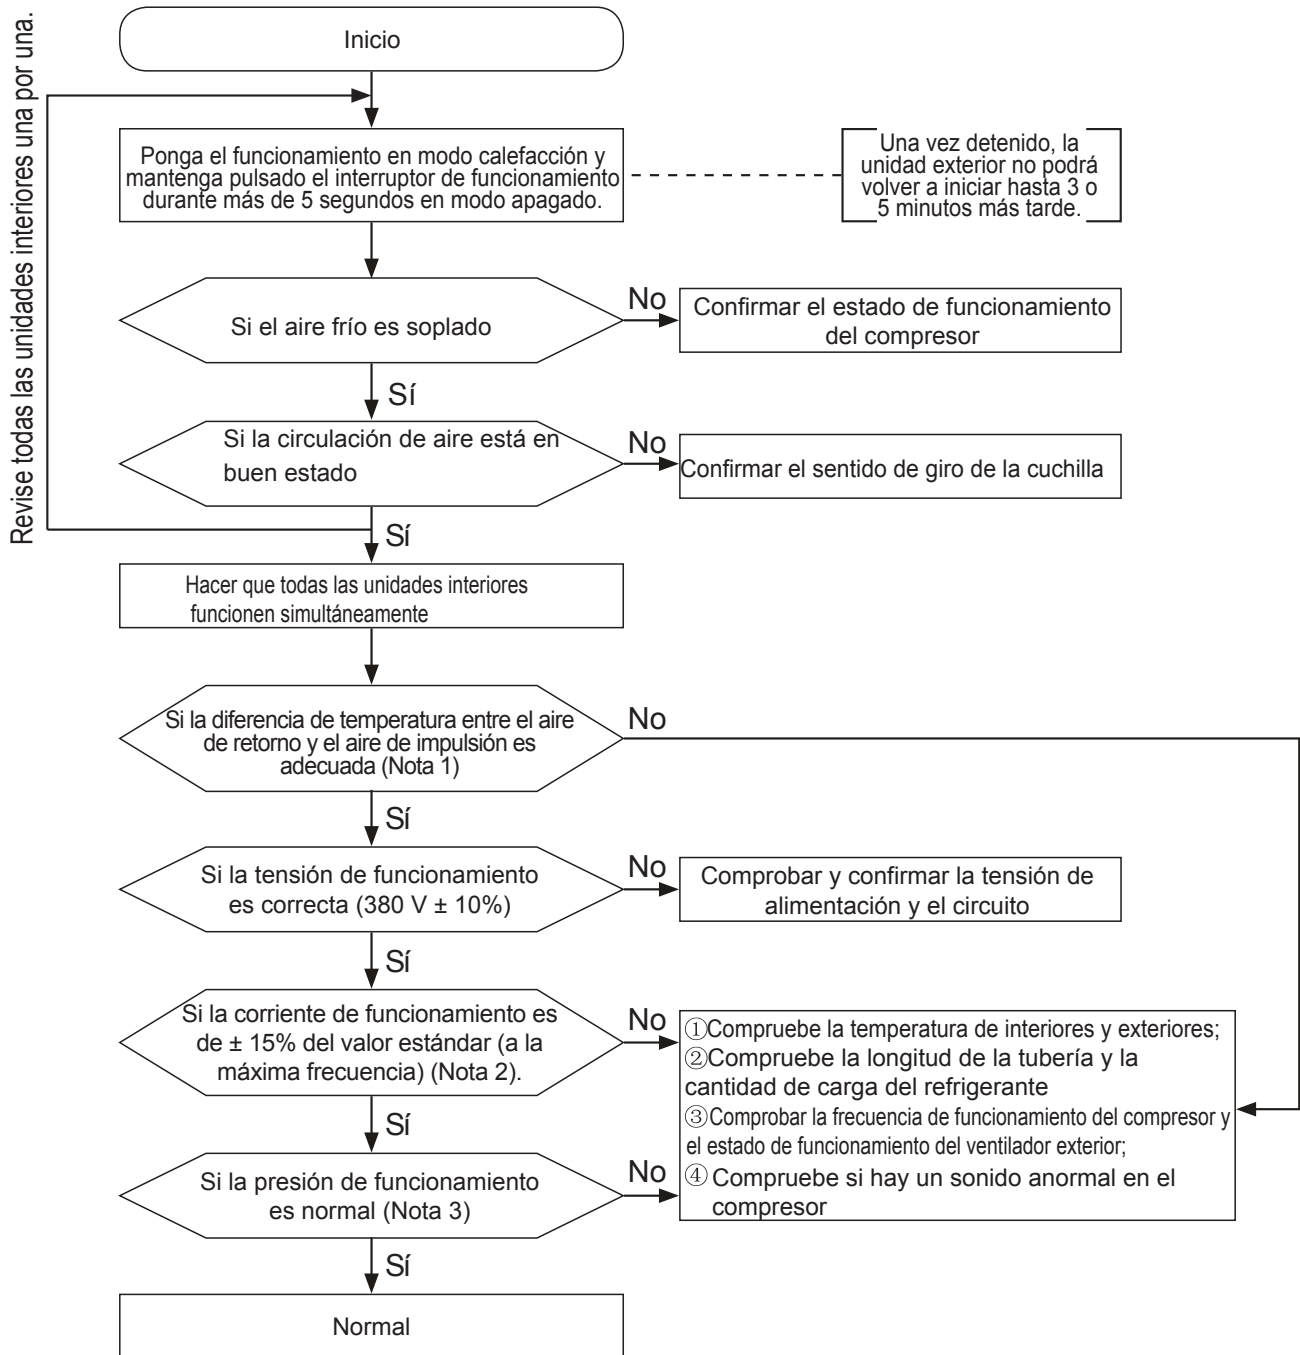 Revise todas las unidades interiores una por una.
Inicio
Ponga el funcionamiento en modo calefacción y
mantenga pulsado el interruptor de funcionamiento
durante más de 5 segundos en modo apagado.
Una vez detenido, la
unidad exterior no podrá
volver a iniciar hasta 3 o
5 minutos más tarde.
Si el aire frío es soplado
No
Confirmar el estado de funcionamiento
del compresor
Sí
Si la circulación de aire está en
buen estado
No
Confirmar el sentido de giro de la cuchilla
Sí
Hacer que todas las unidades interiores
funcionen simultáneamente
Si la diferencia de temperatura entre el aire
de retorno y el aire de impulsión es
adecuada (Nota 1)
No
Sí
Si la tensión de funcionamiento
es correcta (380 V ± 10%)
No
Comprobar y confirmar la tensión de
alimentación y el circuito
Sí
Si la corriente de funcionamiento es
de ± 15% del valor estándar (a la
máxima frecuencia) (Nota 2).
No
①Compruebe la temperatura de interiores y exteriores;
②Compruebe la longitud de la tubería y la
cantidad de carga del refrigerante
③Comprobar la frecuencia de funcionamiento del compresor y
el estado de funcionamiento del ventilador exterior;
④ Compruebe si hay un sonido anormal en el
compresor
Sí
Si la presión de funcionamiento
es normal (Nota 3)
No
Sí
Normal